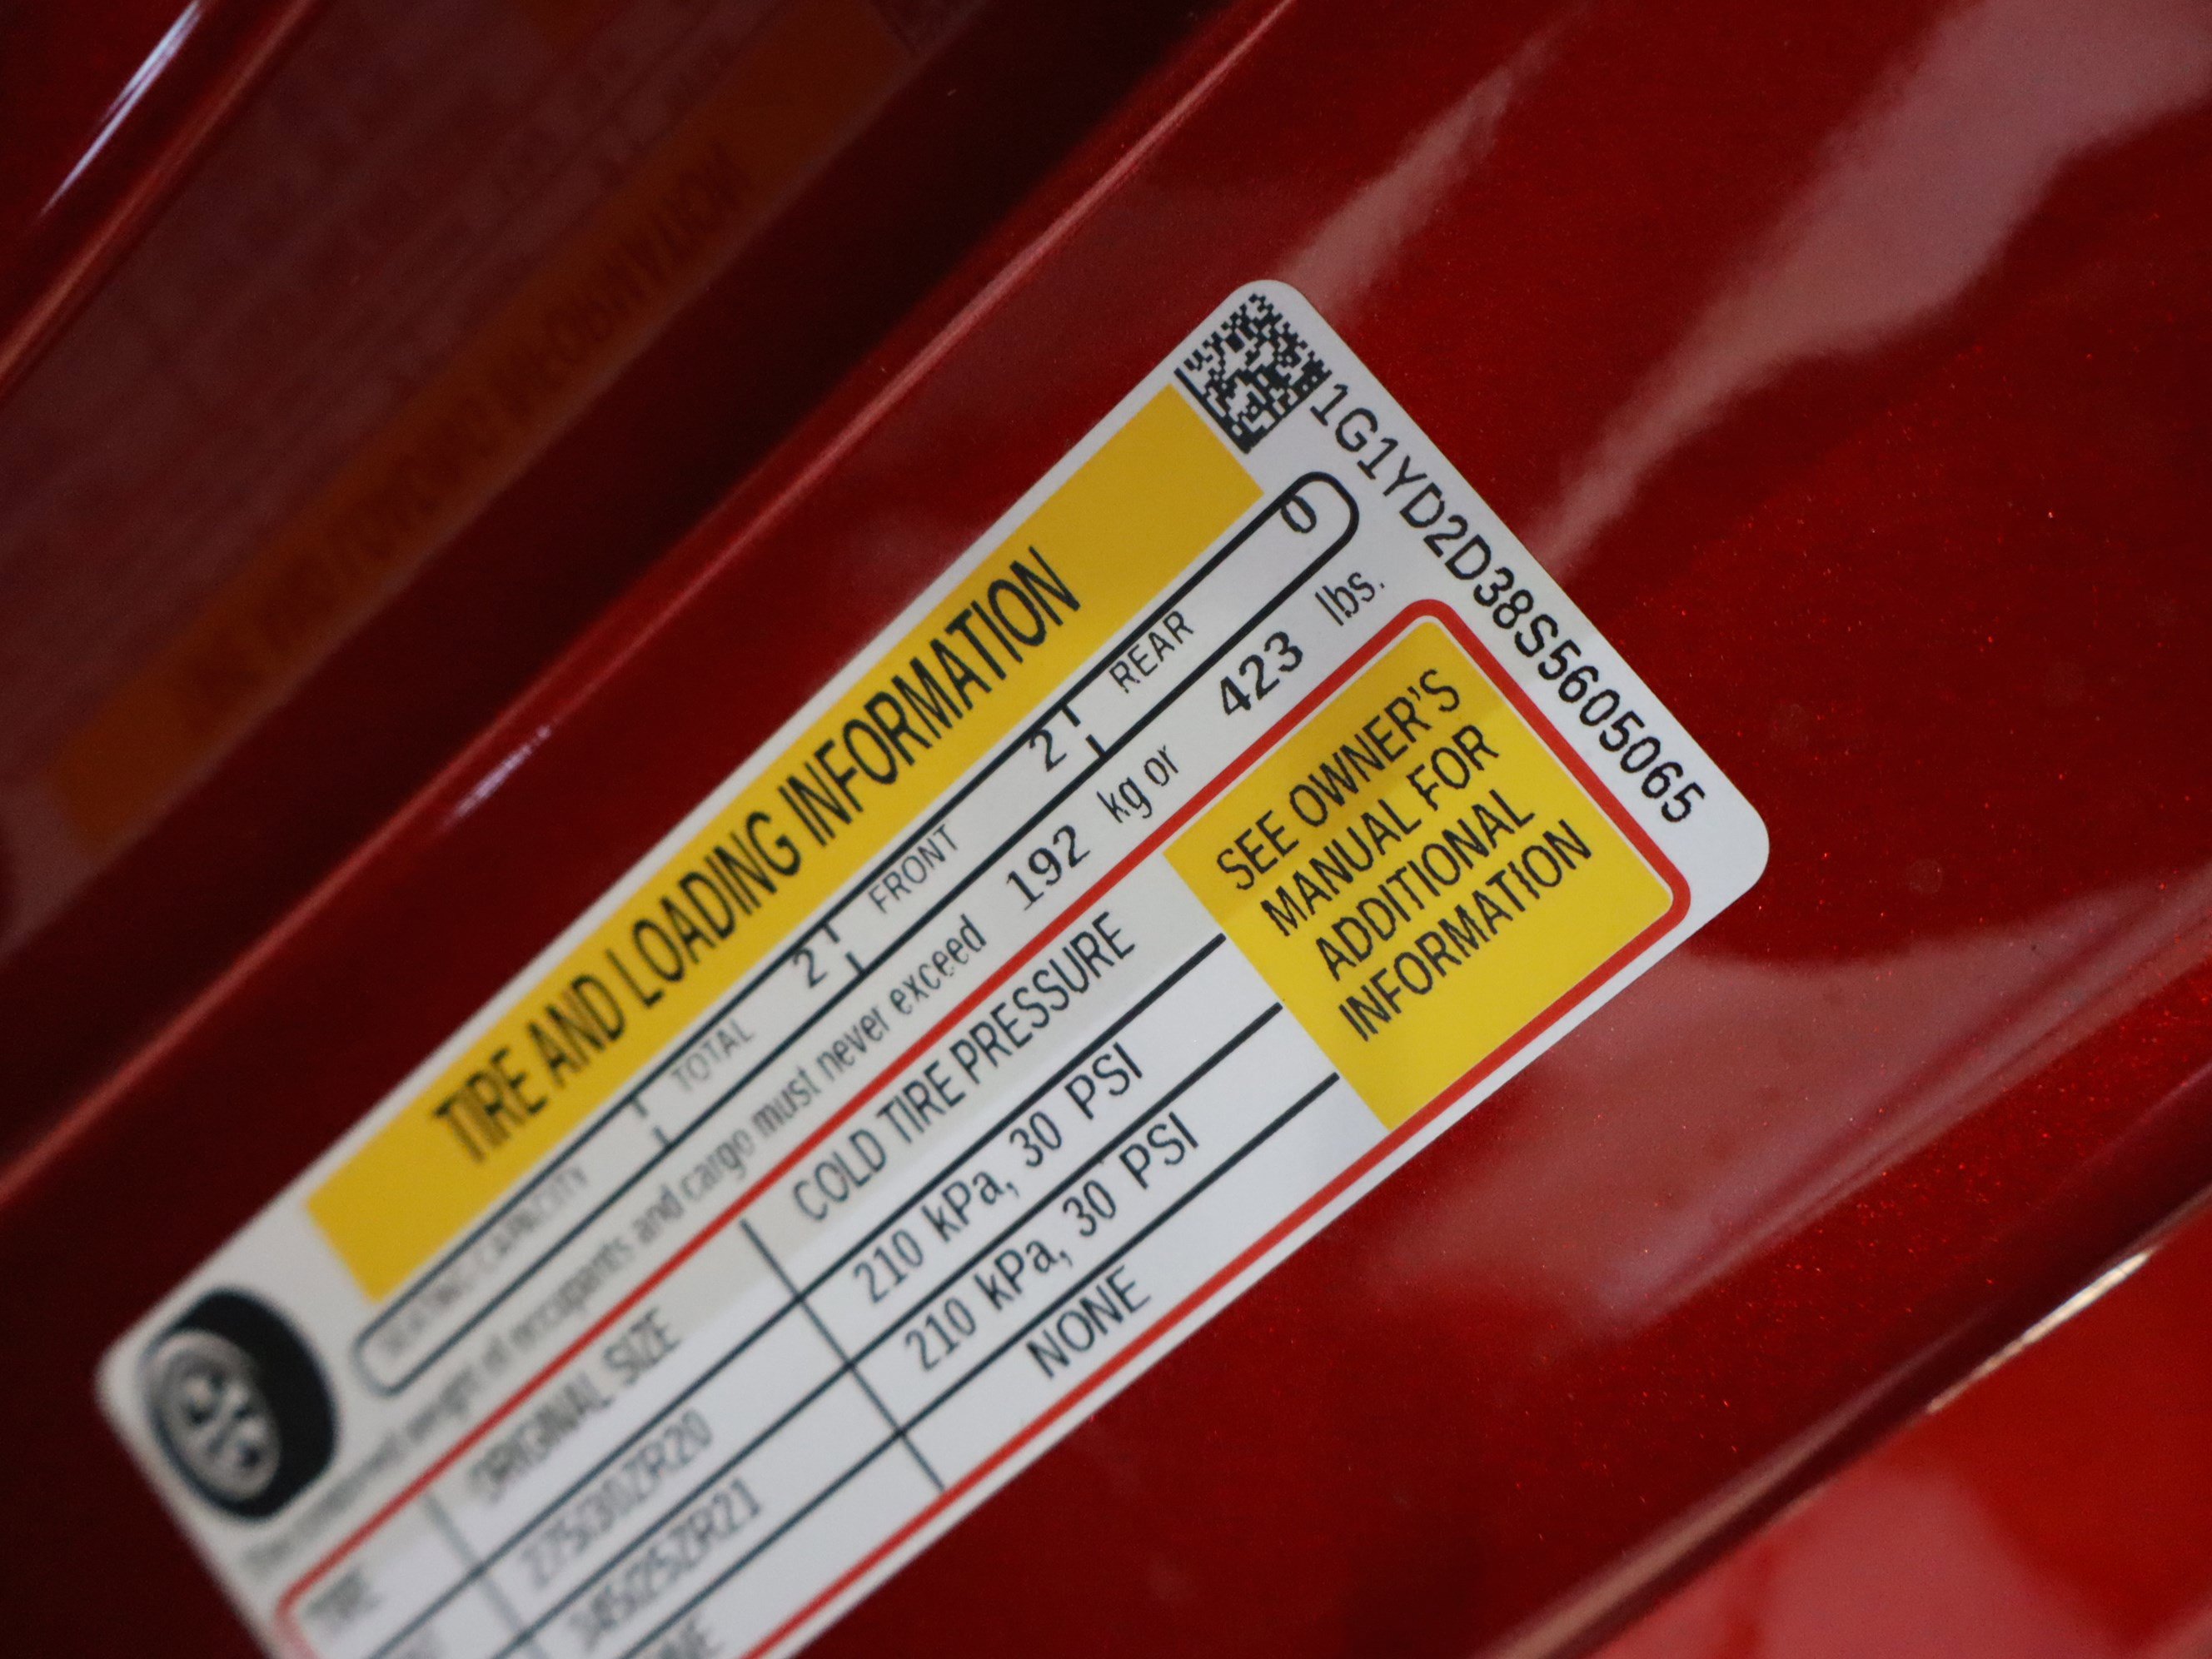 1G1YD2D38S5605065
TIRE AND LOADING INFORMATION
SEATING CAPACITY TOTAL 2 FRONT 2 REAR 0
The combined weight of occupants and cargo must never exceed 192 kg or 423 lbs.
TIRE ORIGINAL SIZE COLD TIRE PRESSURE
275/30ZR20 210 kPa, 30 PSI
345/25ZR21 210 kPa, 30 PSI
NONE
SEE OWNER'S
MANUAL FOR
ADDITIONAL
INFORMATION